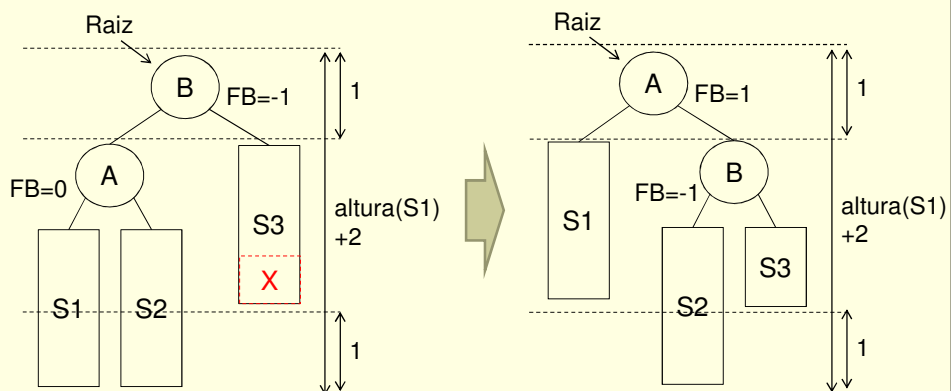 Raiz
B
FB=-1
1
A
FB=0
S3
altura(S1)
+2
X
S1
S2
1
Raiz
A
FB=1
1
B
FB=-1
S1
altura(S1)
+2
S3
S2
1